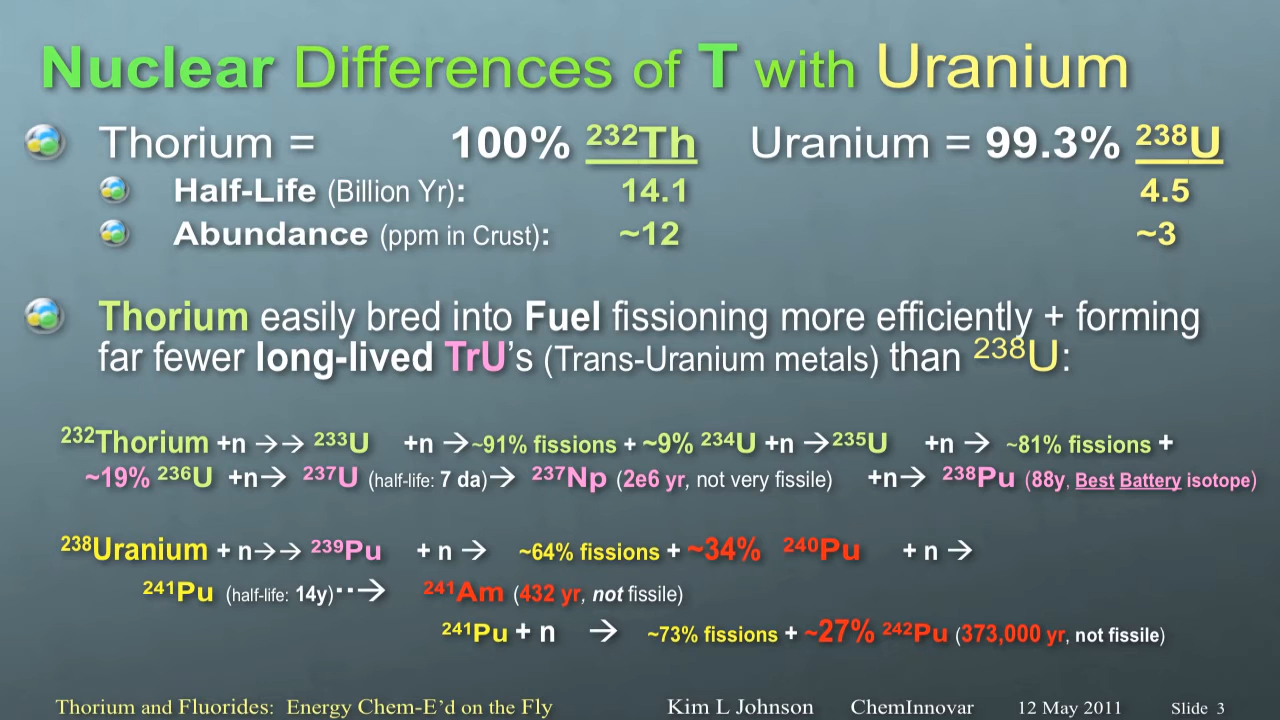 Nuclear Differences of T with Uranium
Thorium = 100% ²³²Th Uranium = 99.3% ²³⁸U
Half-Life (Billion Yr): 14.1 4.5
Abundance (ppm in Crust): ~12 ~3
Thorium easily bred into Fuel fissioning more efficiently + forming
far fewer long-lived TrU's (Trans-Uranium metals) than ²³⁸U:
²³²Thorium +n →→ ²³³U +n →~91% fissions + ~9% ²³⁴U +n →²³⁵U +n → ~81% fissions +
~19% ²³⁶U +n→ ²³⁷U (half-life: 7 da)→ ²³⁷Np (2e6 yr, not very fissile) +n→ ²³⁸Pu (88y, Best Battery isotope)
²³⁸Uranium + n→→ ²³⁹Pu + n → ~64% fissions + ~34% ²⁴⁰Pu + n →
²⁴¹Pu (half-life: 14y)··→ ²⁴¹Am (432 yr, not fissile)
²⁴¹Pu + n → ~73% fissions + ~27% ²⁴²Pu (373,000 yr, not fissile)
Thorium and Fluorides: Energy Chem-E'd on the Fly Kim L Johnson ChemInnovar 12 May 2011 Slide 3